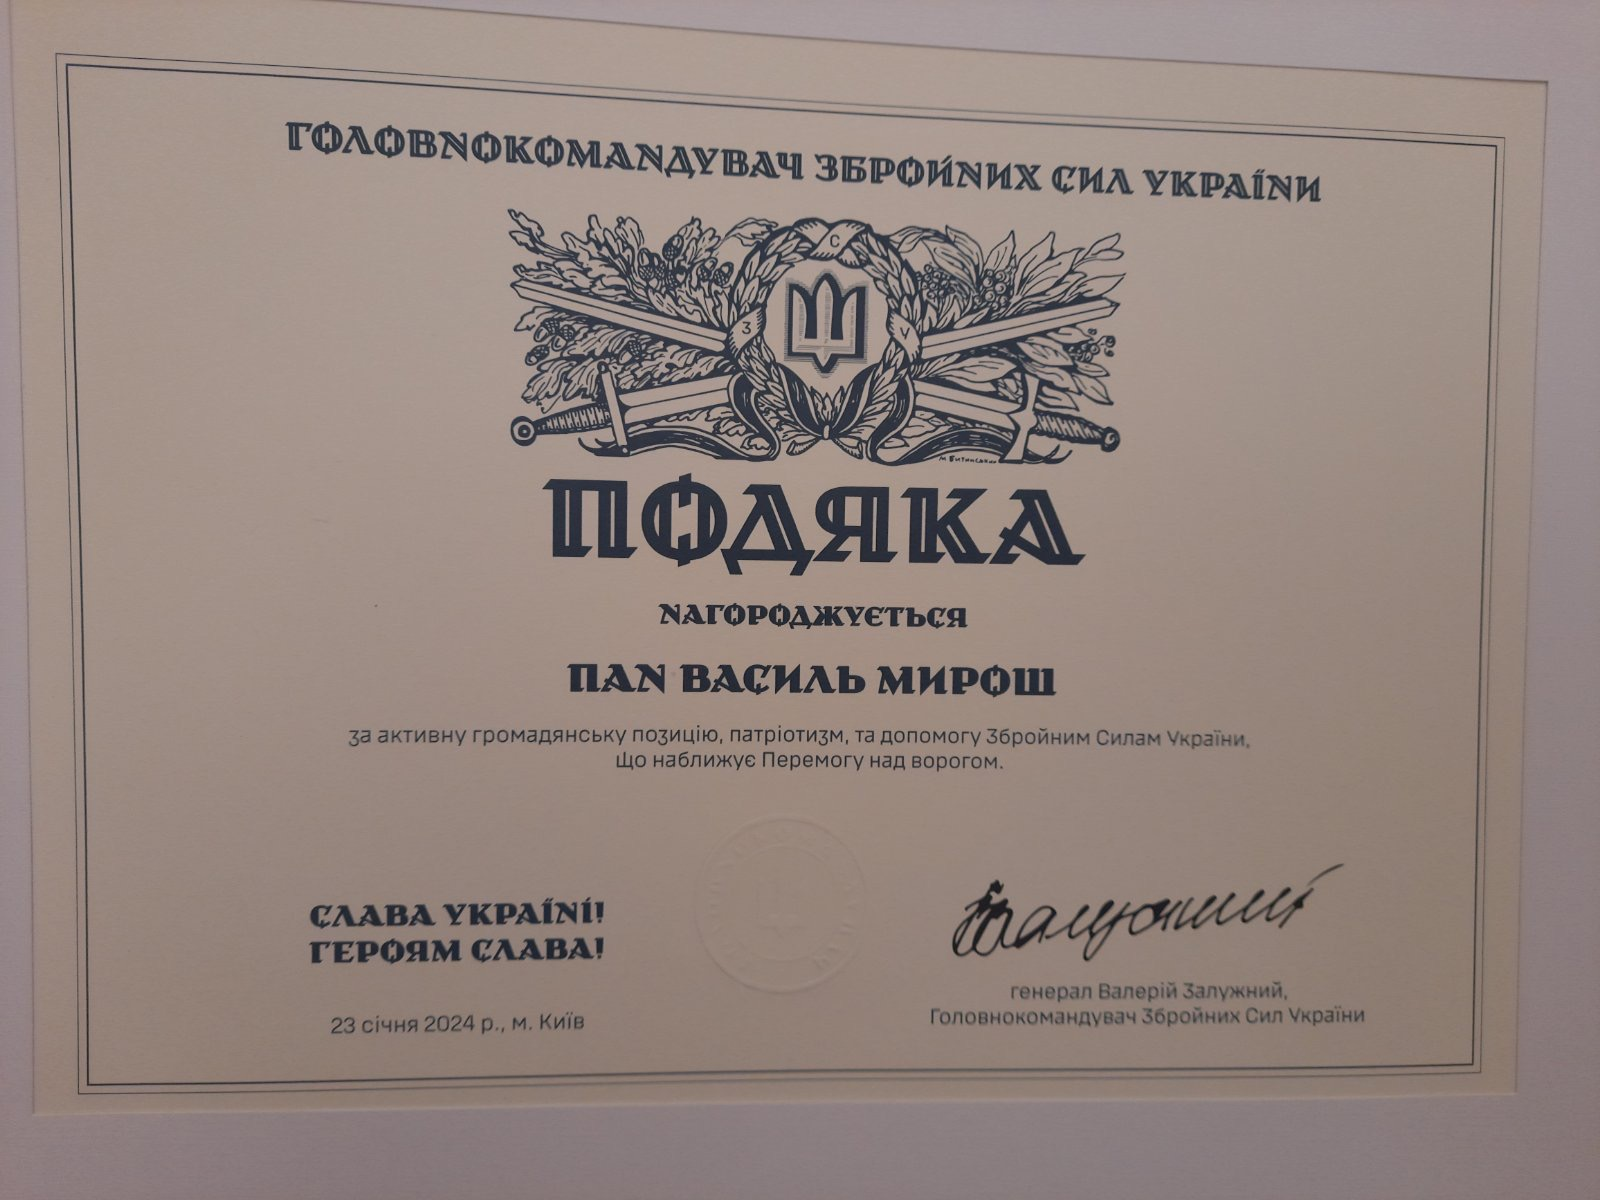 ГОЛОВНОКОМАНДУВАЧ ЗБРОЙНИХ СИЛ УКРАЇНИ
С
З
У
М. Битинський
ПОДЯКА
НАГОРОДЖУЄТЬСЯ
ПАН ВАСИЛЬ МИРОШ
за активну громадянську позицію, патріотизм, та допомогу Збройним Силам України,
що наближує Перемогу над ворогом.
СЛАВА УКРАЇНІ!
ГЕРОЯМ СЛАВА!
23 січня 2024 р., м. Київ
Залужний
генерал Валерій Залужний,
Головнокомандувач Збройних Сил України